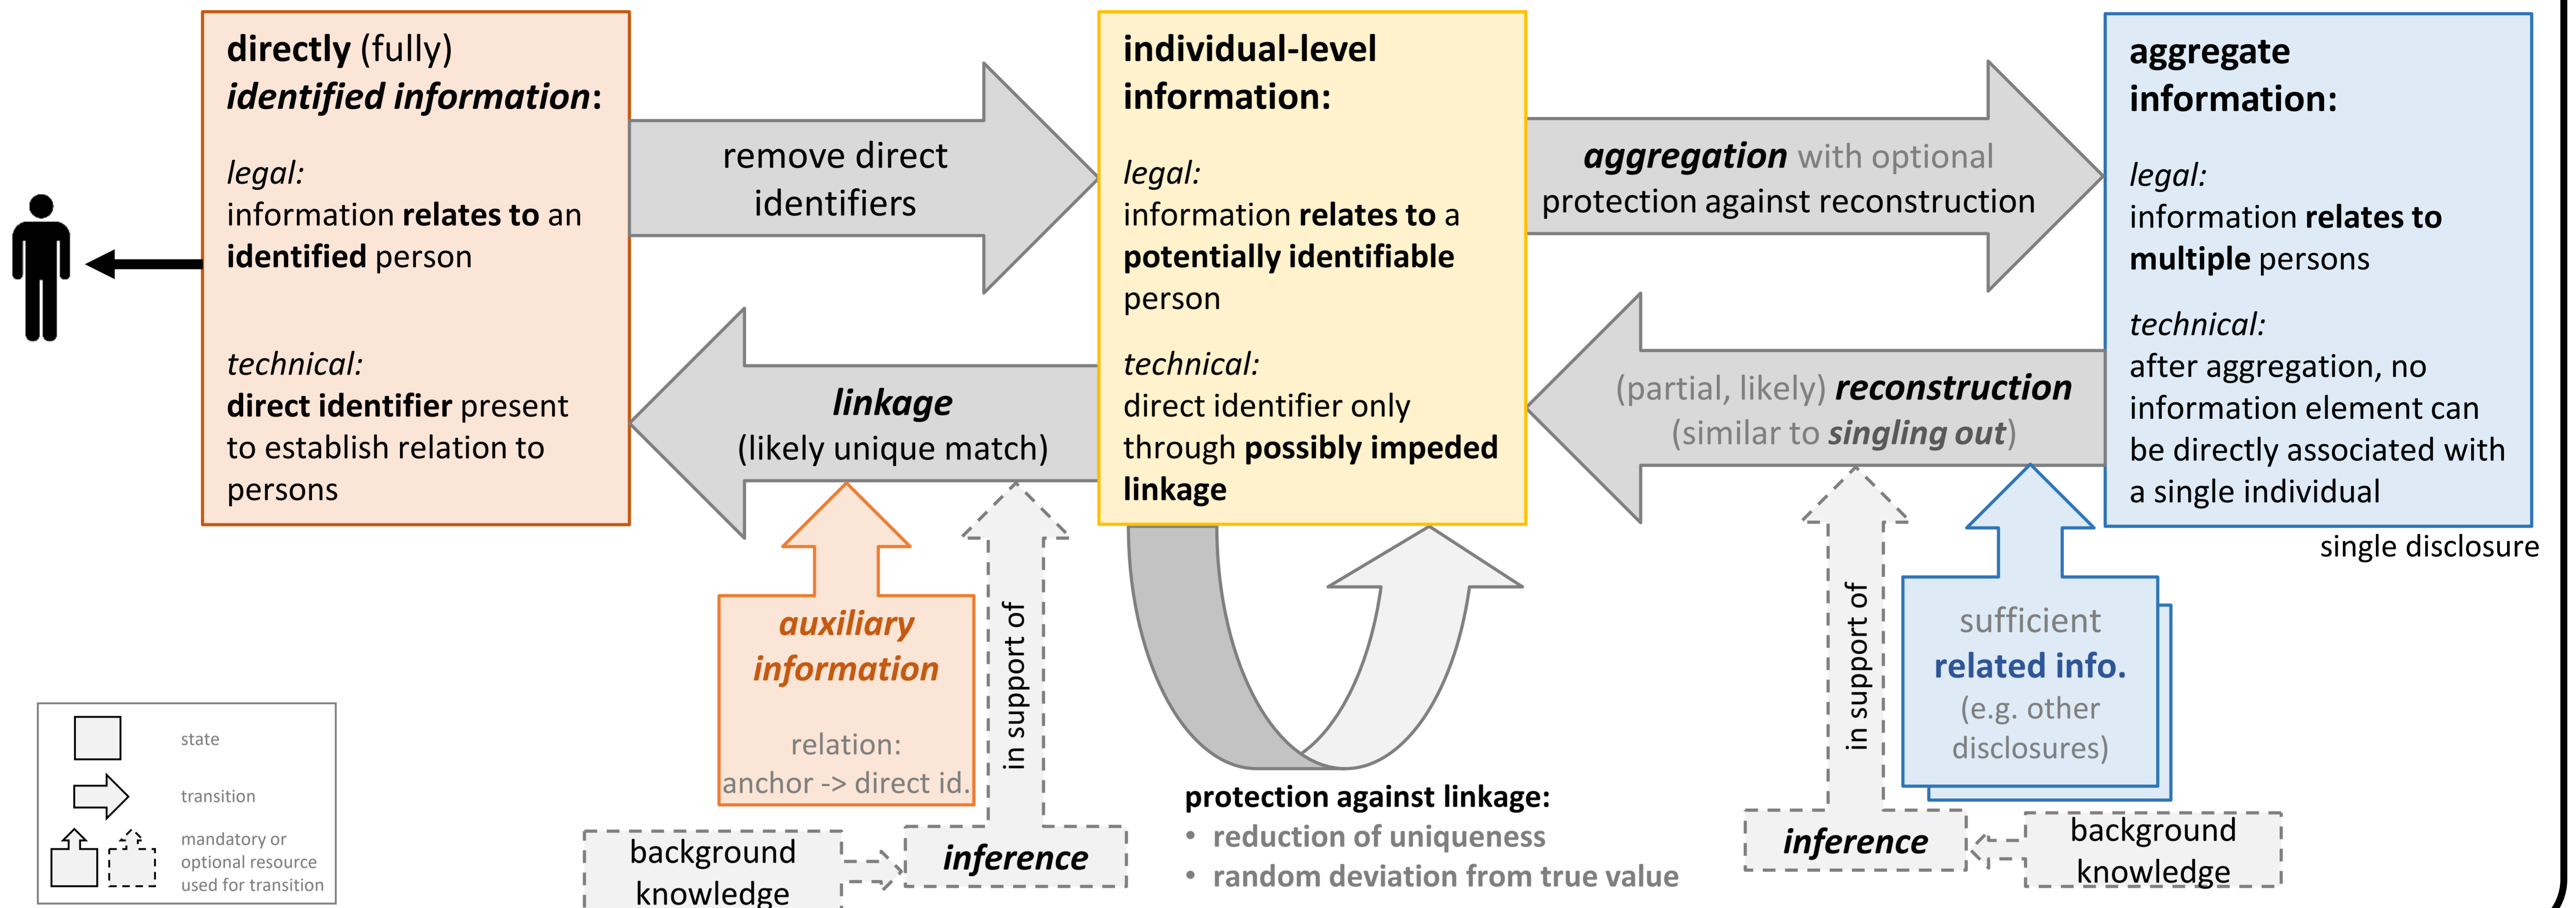 directly (fully)
identified information:
legal:
information relates to an
identified person
technical:
direct identifier present
to establish relation to
persons
remove direct
identifiers
linkage
(likely unique match)
individual-level
information:
legal:
information relates to a
potentially identifiable
person
technical:
direct identifier only
through possibly impeded
linkage
aggregation with optional
protection against reconstruction
(partial, likely) reconstruction
(similar to singling out)
aggregate
information:
legal:
information relates to
multiple persons
technical:
after aggregation, no
information element can
be directly associated with
a single individual
single disclosure
auxiliary
information
relation:
anchor -> direct id.
in support of
background
knowledge
inference
protection against linkage:
• reduction of uniqueness
• random deviation from true value
in support of
sufficient
related info.
(e.g. other
disclosures)
inference
background
knowledge
state
transition
mandatory or
optional resource
used for transition